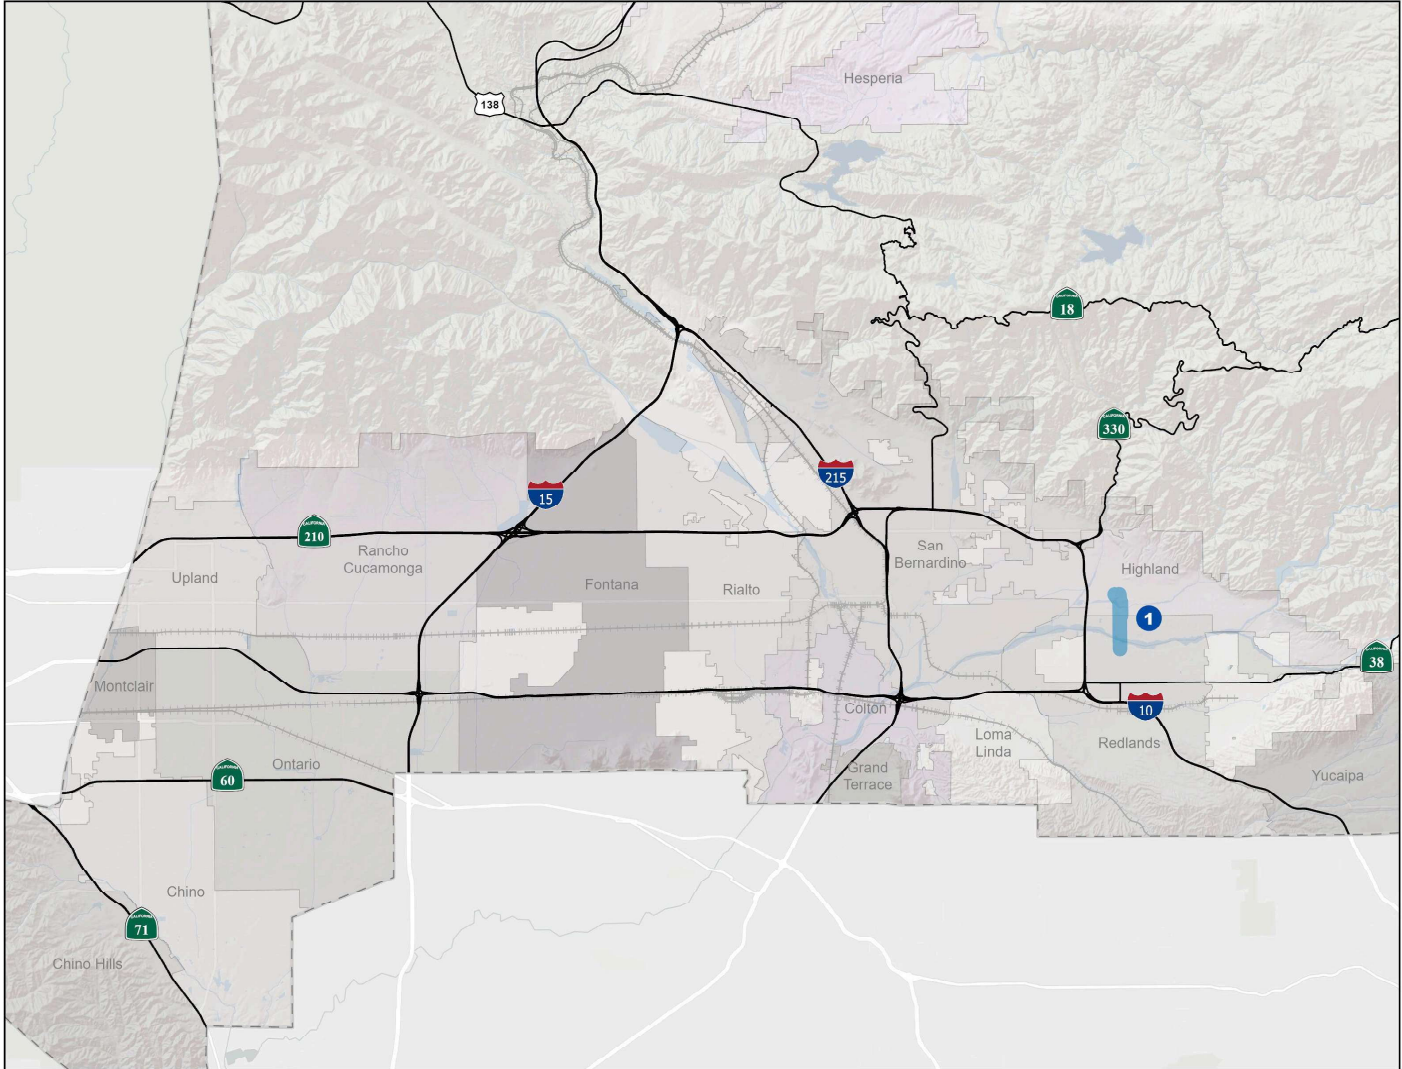 Hesperia
138
18
330
215
15
CALIFORNIA
210
Rancho
Cucamonga
San
Bernardino
Upland
Fontana
Rialto
Highland
1
38
Montclair
Colton
10
Loma
Linda
Redlands
Ontario
60
Grand
Terrace
Yucaipa
Chino
71
Chino Hills